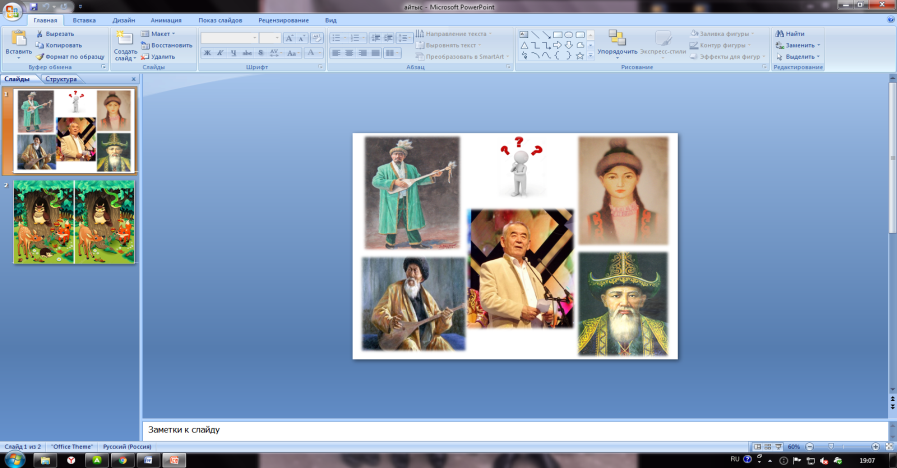 айтыс - Microsoft PowerPoint
Главная Вставка Дизайн Анимация Показ слайдов Рецензирование Вид
Вставить
Вырезать
Копировать
Формат по образцу
Буфер обмена
Создать слайд
Макет
Восстановить
Удалить
Слайды
Ж К Ч abc S AV Aa A
Шрифт
Направление текста
Выровнять текст
Преобразовать в SmartArt
Абзац
Упорядочить
Экспресс-стили
Заливка фигуры
Контур фигуры
Эффекты для фигур
Рисование
Найти
Заменить
Выделить
Редактирование
Слайды Структура
1
2
???
Заметки к слайду
Слайд 1 из 2 "Office Theme" Русский (Россия) 60%
RU 19:07